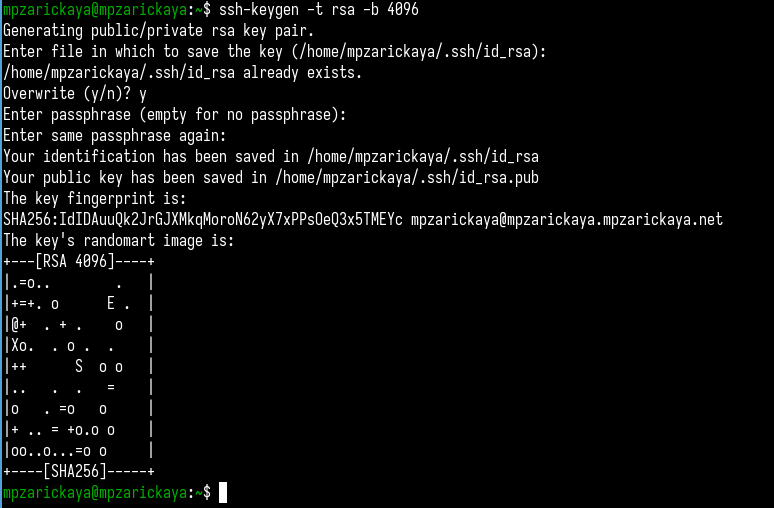 mpzarickaya@mpzarickaya:~$ ssh-keygen -t rsa -b 4096
Generating public/private rsa key pair.
Enter file in which to save the key (/home/mpzarickaya/.ssh/id_rsa):
/home/mpzarickaya/.ssh/id_rsa already exists.
Overwrite (y/n)? y
Enter passphrase (empty for no passphrase):
Enter same passphrase again:
Your identification has been saved in /home/mpzarickaya/.ssh/id_rsa
Your public key has been saved in /home/mpzarickaya/.ssh/id_rsa.pub
The key fingerprint is:
SHA256:IdIDAuuQk2JrGJXMkqMoroN62yX7xPPsOeQ3x5TMEYc mpzarickaya@mpzarickaya.mpzarickaya.net
The key's randomart image is:
+---[RSA 4096]----+
|.=o..        .   |
|+=+. o      E .  |
|@+  . + .    o   |
|Xo.  . o .  .    |
|++      S  o o   |
|..   .  .   =    |
|o   . =o   o     |
|+ .. = +o.o o    |
|oo..o...=o o     |
+----[SHA256]-----+
mpzarickaya@mpzarickaya:~$